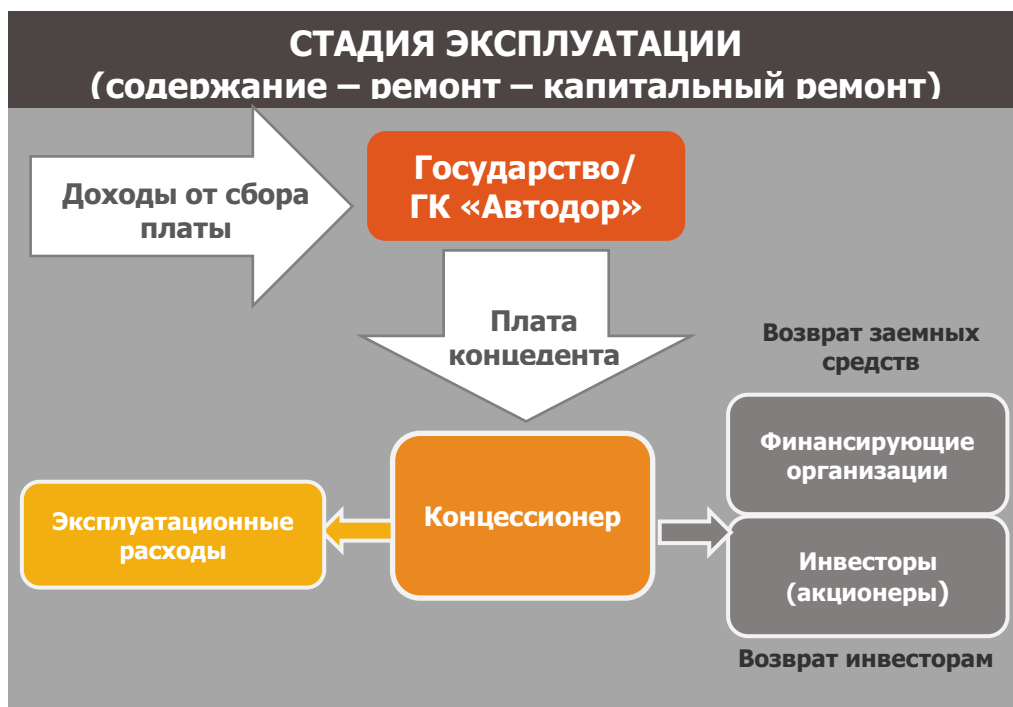 СТАДИЯ ЭКСПЛУАТАЦИИ
(содержание – ремонт – капитальный ремонт)
Государство/
ГК «Автодор»
Доходы от сбора
платы
Плата
концедента
Возврат заемных
средств
Финансирующие
организации
Концессионер
Эксплуатационные
расходы
Инвесторы
(акционеры)
Возврат инвесторам